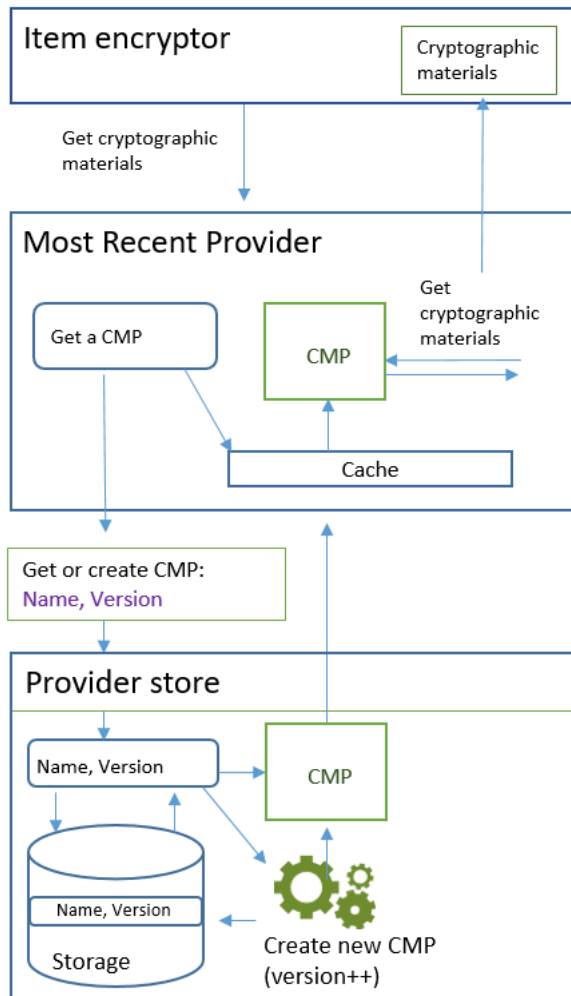 Item encryptor
Cryptographic
materials
Get cryptographic
materials
Most Recent Provider
Get a CMP
CMP
Get
cryptographic
materials
Cache
Get or create CMP:
Name, Version
Provider store
Name, Version
CMP
Name, Version
Storage
Create new CMP
(version++)